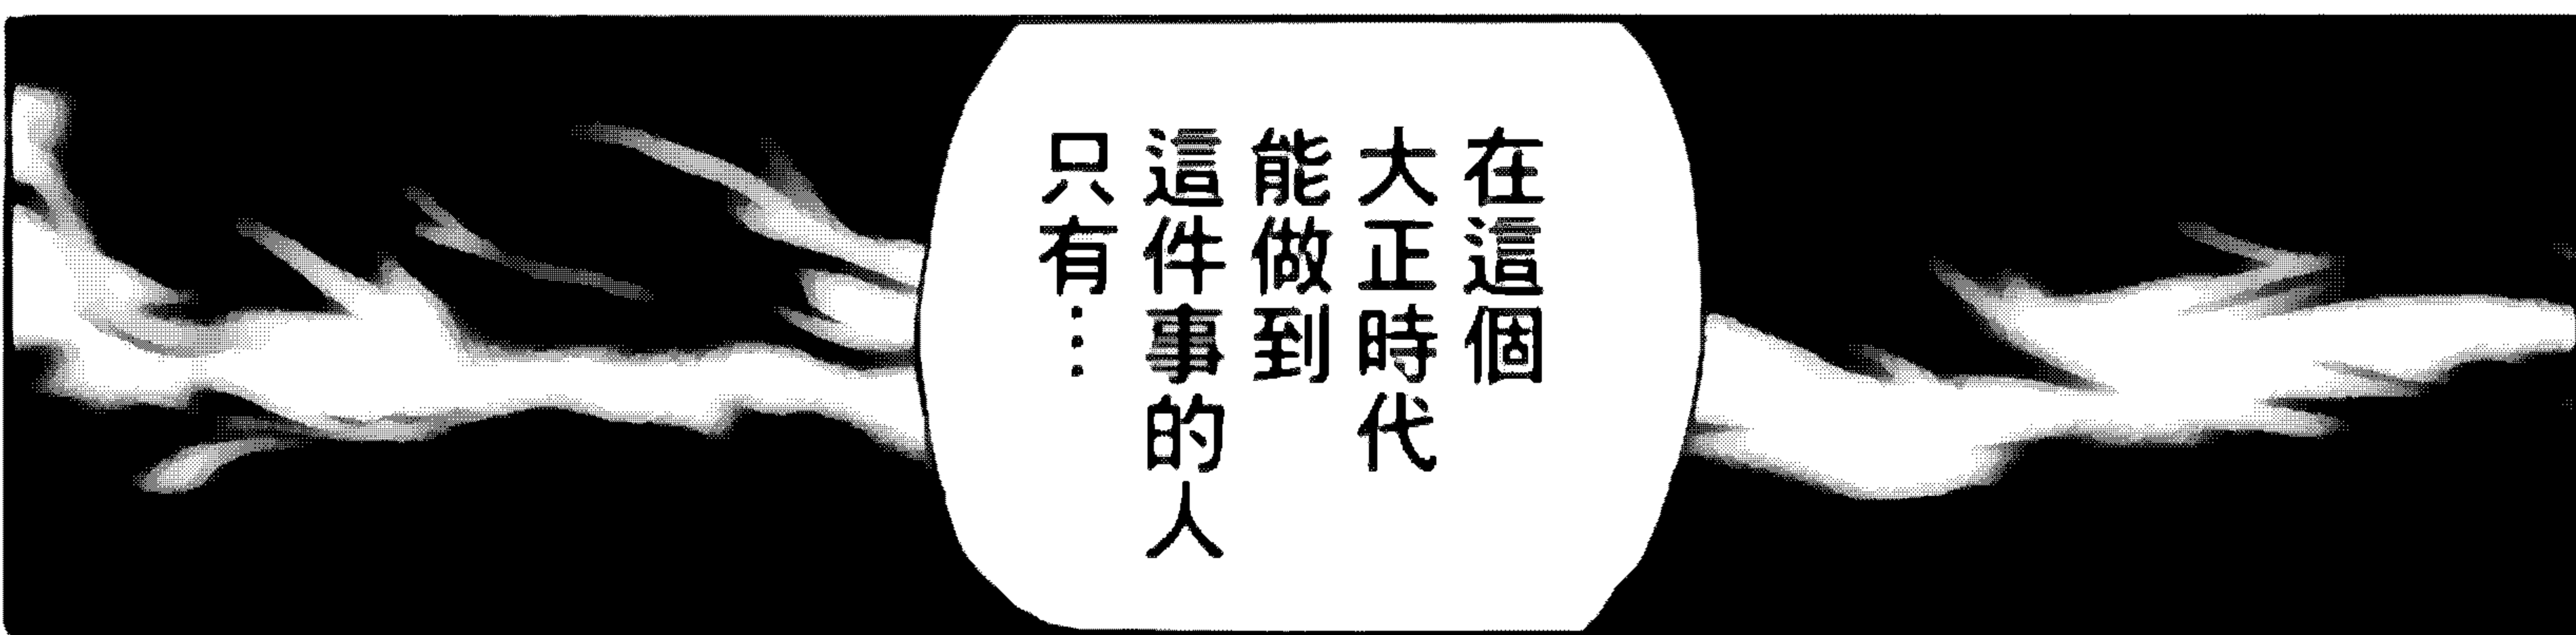 在這個
大正時代
能做到
這件事的人
只有…